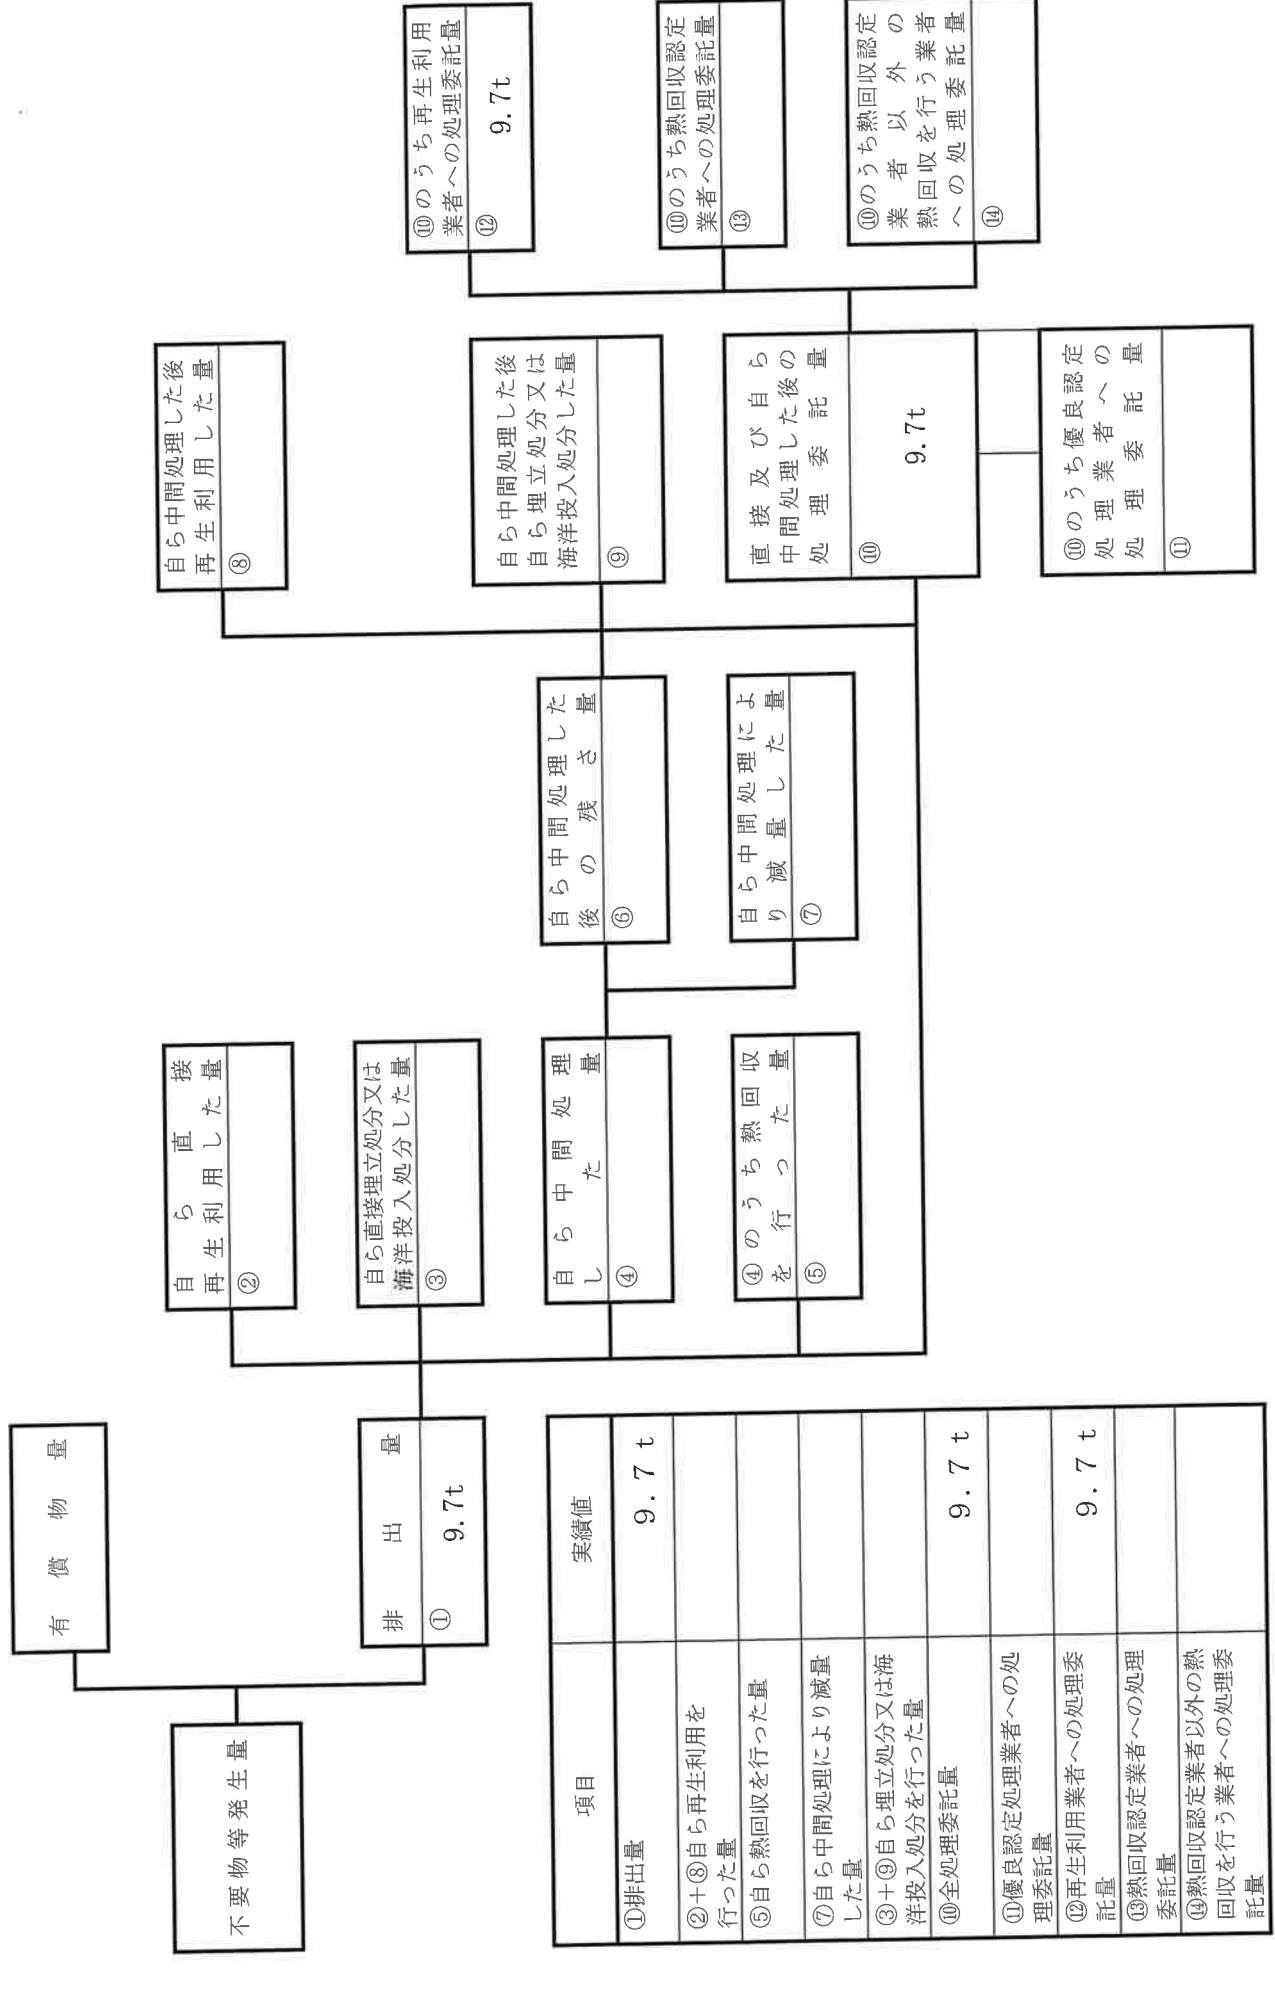 有償物量
不要物等発生量
排出量
① 9.7t
自ら直接
再生利用した量
②
自ら直接埋立処分又は
海洋投入処分した量
③
自ら中間処理
した量
④
④のうち熱回収
を行った量
⑤
自ら中間処理した
後の残さ量
⑥
自ら中間処理によ
り減量した量
⑦
自ら中間処理した後
再生利用した量
⑧
自ら中間処理した後
自ら埋立処分又は
海洋投入処分した量
⑨
直接及び自ら
中間処理した後の
処理委託量
⑩ 9.7t
⑩のうち優良認定
処理業者への
処理委託量
⑪
⑩のうち再生利用
業者への処理委託量
⑫ 9.7t
⑩のうち熱回収認定
業者への処理委託量
⑬
⑩のうち熱回収認定
業者以外の
熱回収を行う業者
への処理委託量
⑭
項目 実績値
①排出量 9.7 t
②+⑧自ら再生利用を
行った量
⑤自ら熱回収を行った量
⑦自ら中間処理により減量
した量
③+⑨自ら埋立処分又は海
洋投入処分を行った量
⑩全処理委託量 9.7 t
⑪優良認定処理業者への処
理委託量
⑫再生利用業者への処理委
託量 9.7 t
⑬熱回収認定業者への処理
委託量
⑭熱回収認定業者以外の熱
回収を行う業者への処理委
託量